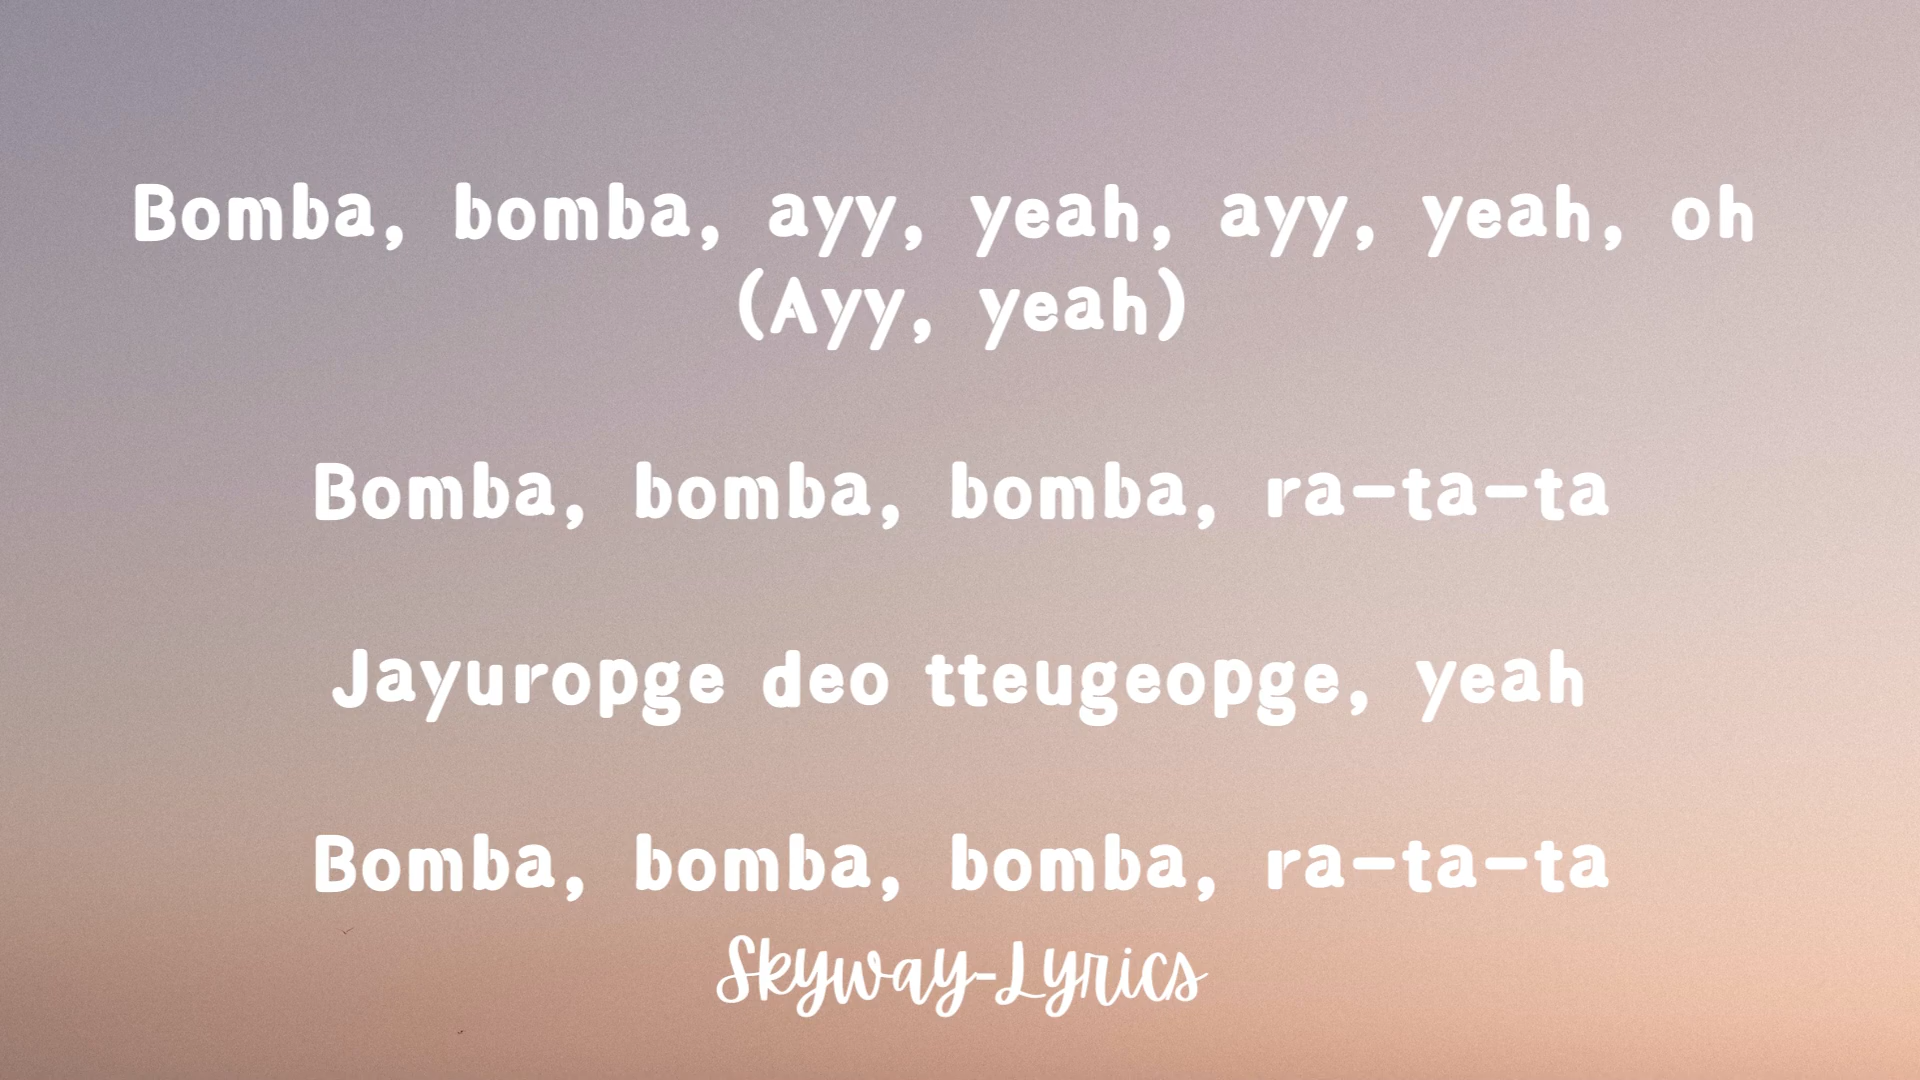 Bomba, bomba, ayy, yeah, ayy, yeah, oh
(Ayy, yeah)
Bomba, bomba, bomba, ra-ta-ta
Jayuropge deo tteugeopge, yeah
Bomba, bomba, bomba, ra-ta-ta
Skyway-Lyrics